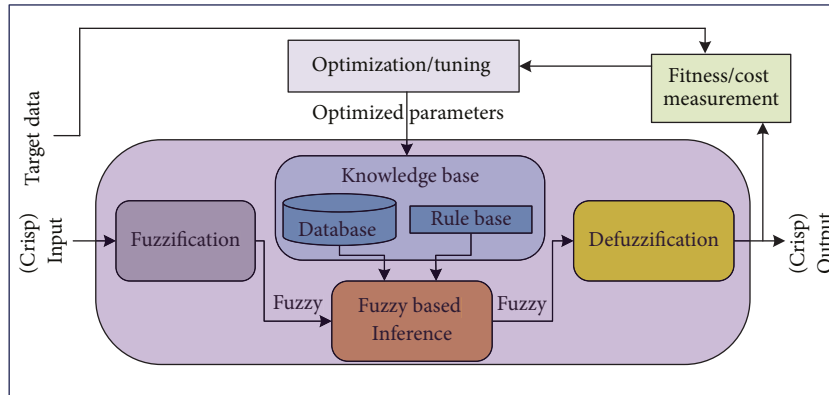 Optimization/tuning
Fitness/cost
measurement
Target data
Optimized parameters
Knowledge base
Database
Rule base
(Crisp)
Input
Fuzzification
Defuzzification
(Crisp)
Output
Fuzzy
Fuzzy based
Inference
Fuzzy